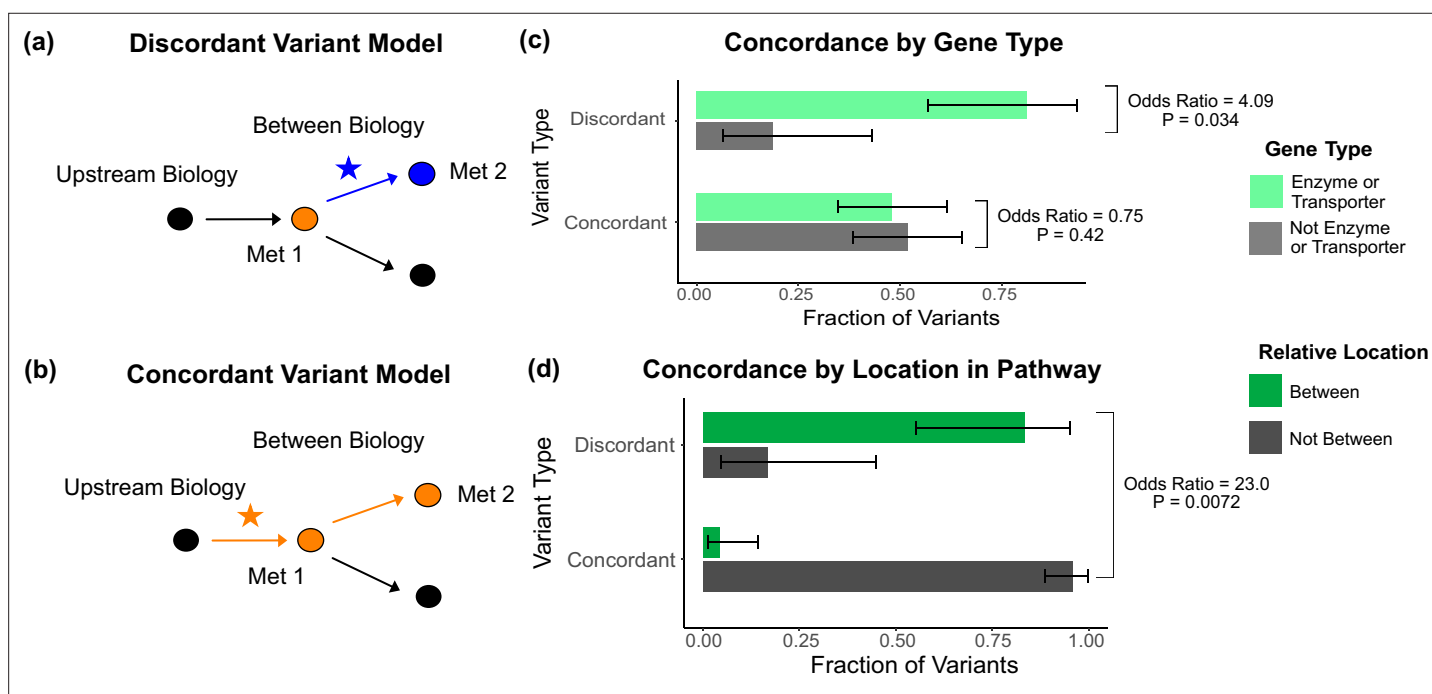 (a)
Discordant Variant Model
Between Biology
Upstream Biology
Met 2
Met 1
(b)
Concordant Variant Model
Between Biology
Upstream Biology
Met 2
Met 1
(c)
Concordance by Gene Type
Variant Type
Discordant
Concordant
Odds Ratio = 4.09
P = 0.034
Odds Ratio = 0.75
P = 0.42
0.00
0.25
0.50
0.75
Fraction of Variants
Gene Type
Enzyme or
Transporter
Not Enzyme
or Transporter
(d)
Concordance by Location in Pathway
Variant Type
Discordant
Concordant
Odds Ratio = 23.0
P = 0.0072
0.00
0.25
0.50
0.75
1.00
Fraction of Variants
Relative Location
Between
Not Between